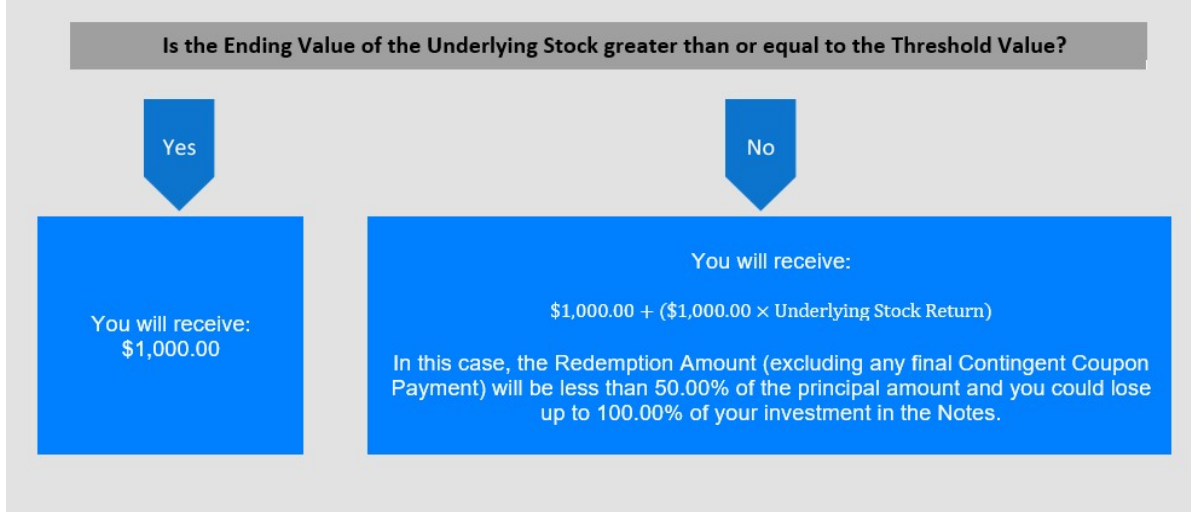 Is the Ending Value of the Underlying Stock greater than or equal to the Threshold Value?
Yes
No
You will receive:
$1,000.00
You will receive:
$1,000.00 + ($1,000.00 × Underlying Stock Return)
In this case, the Redemption Amount (excluding any final Contingent Coupon
Payment) will be less than 50.00% of the principal amount and you could lose
up to 100.00% of your investment in the Notes.